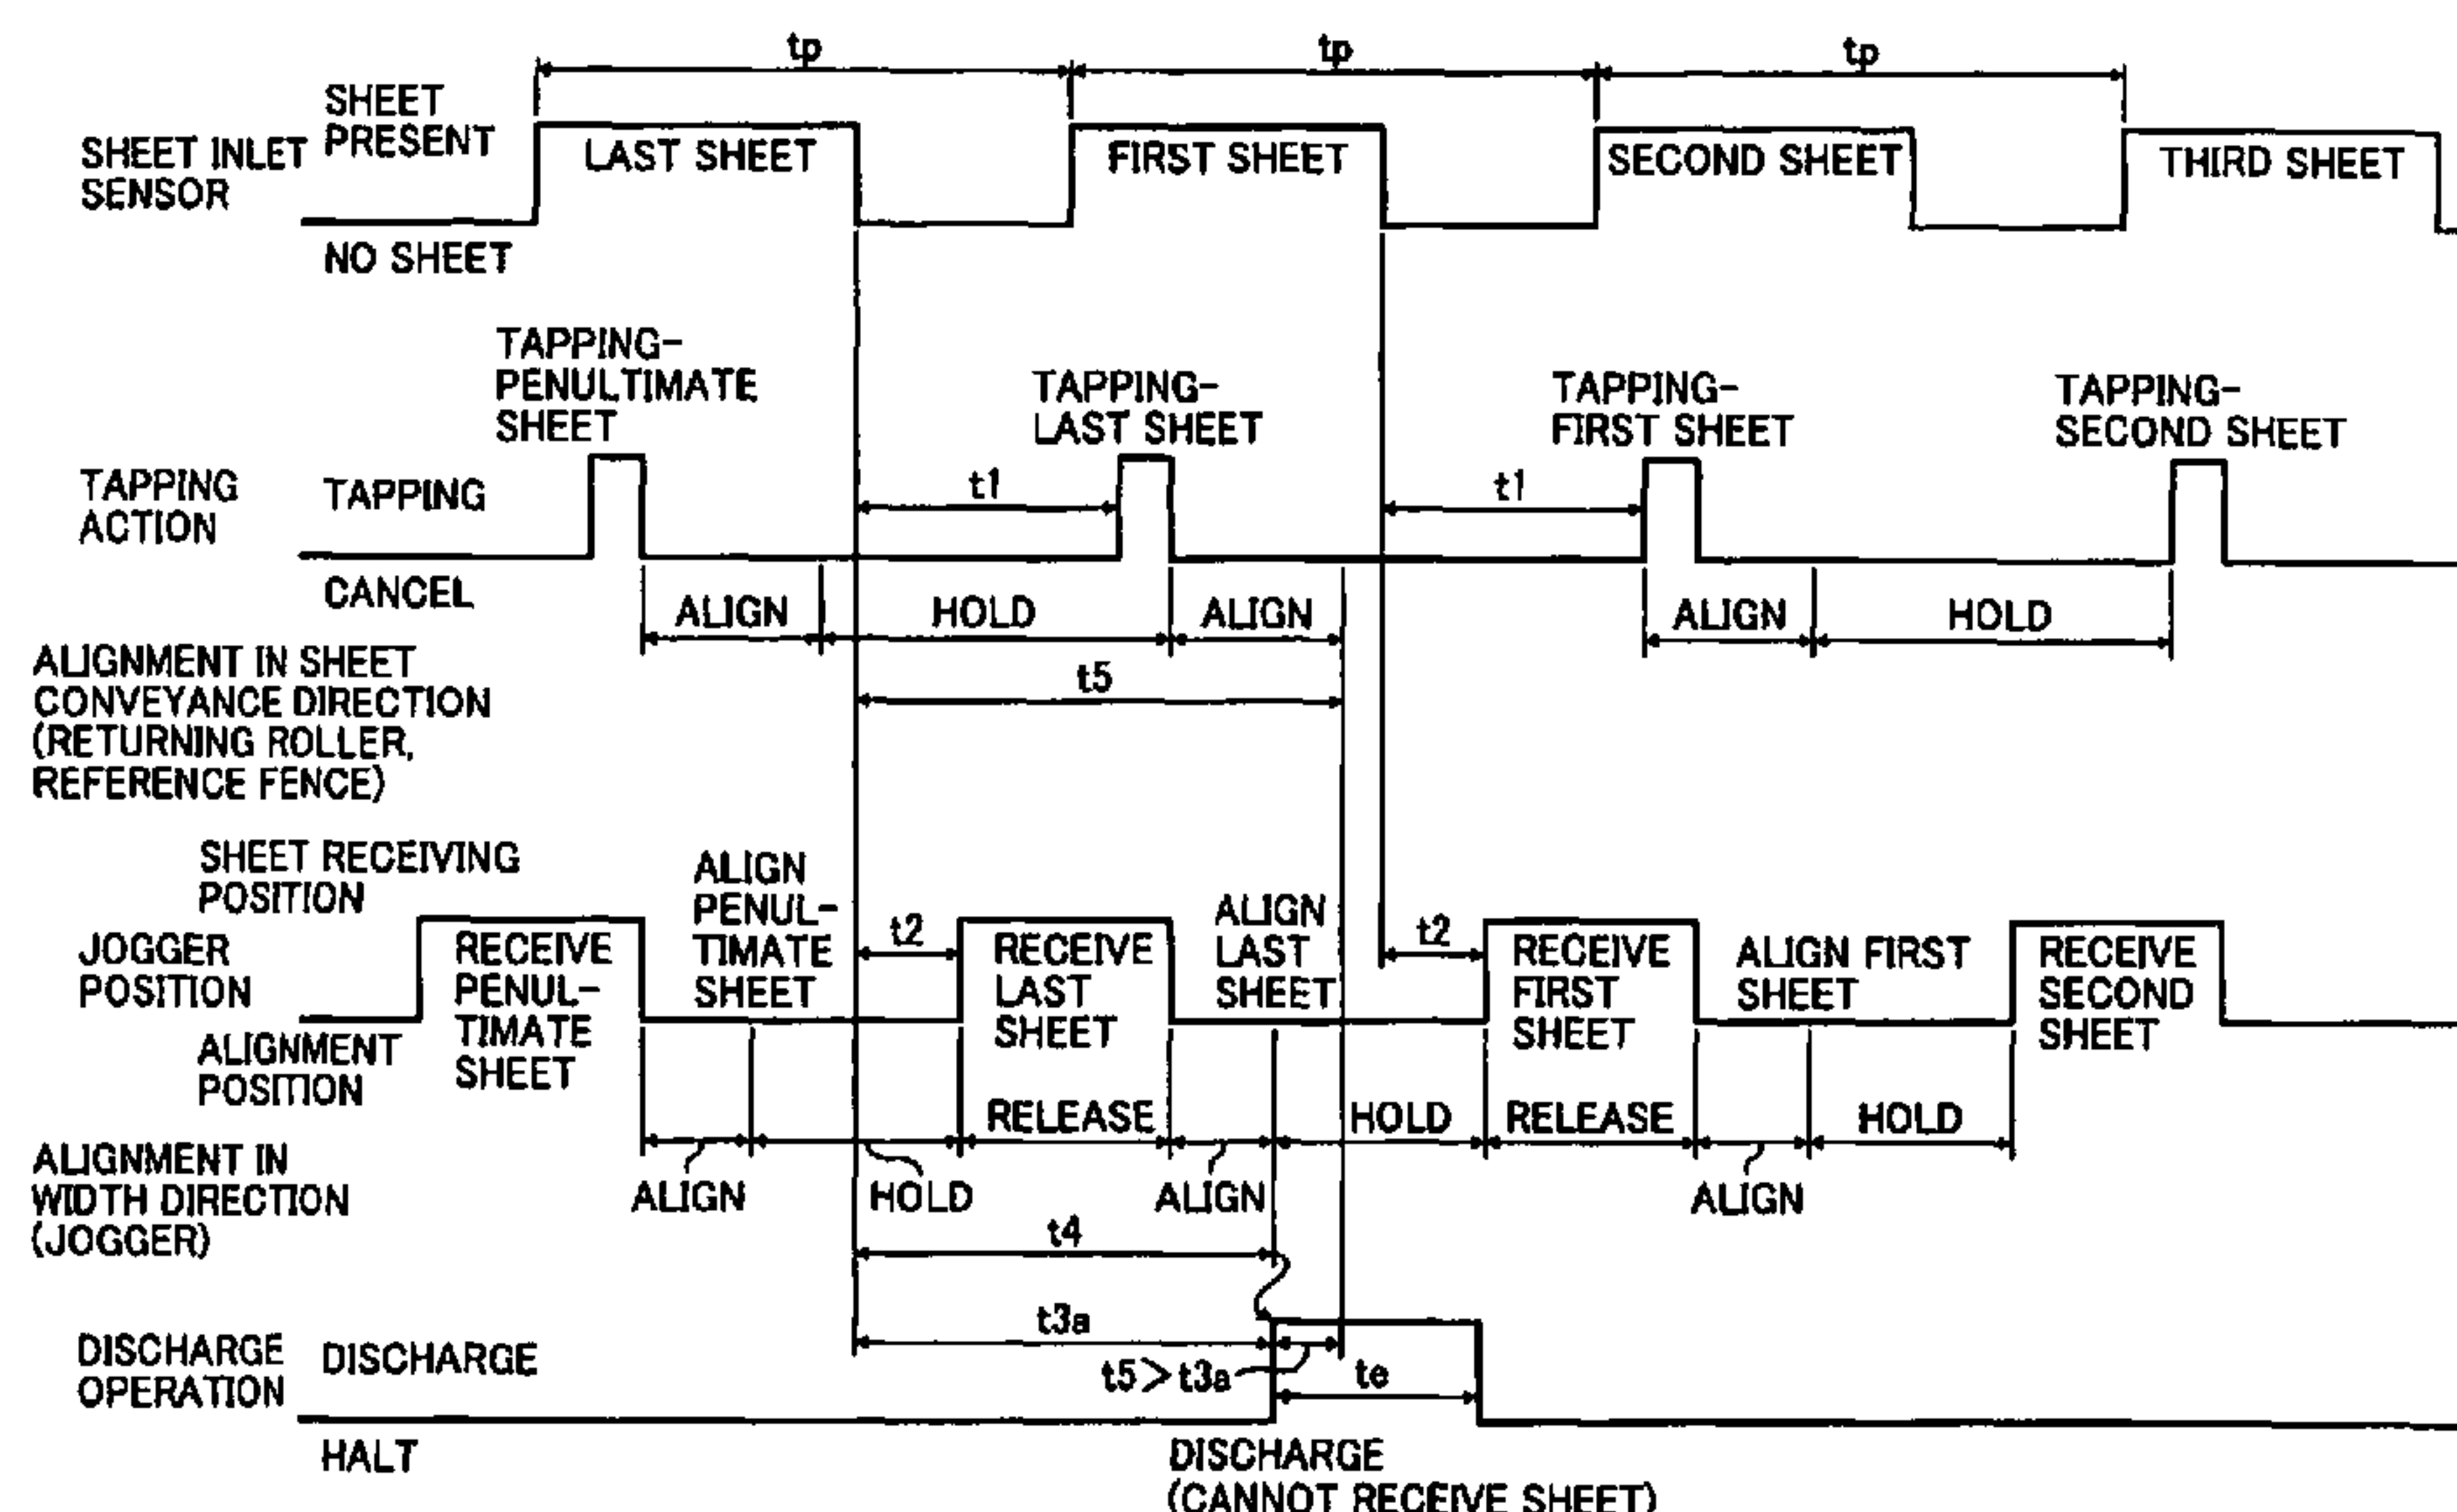 tp
tp
tp
SHEET INLET
SENSOR
SHEET
PRESENT
LAST SHEET
FIRST SHEET
SECOND SHEET
THIRD SHEET
NO SHEET
TAPPING-
PENULTIMATE
SHEET
TAPPING-
LAST SHEET
TAPPING-
FIRST SHEET
TAPPING-
SECOND SHEET
TAPPING
ACTION
TAPPING
t1
t1
CANCEL
ALIGN
HOLD
ALIGN
ALIGN
HOLD
t5
ALIGNMENT IN SHEET
CONVEYANCE DIRECTION
(RETURNING ROLLER,
REFERENCE FENCE)
SHEET RECEIVING
POSITION
JOGGER
POSITION
ALIGNMENT
POSITION
RECEIVE
PENUL-
TIMATE
SHEET
ALIGN
PENUL-
TIMATE
SHEET
t2
RECEIVE
LAST
SHEET
ALIGN
LAST
SHEET
t2
RECEIVE
FIRST
SHEET
ALIGN FIRST
SHEET
RECEIVE
SECOND
SHEET
RELEASE
HOLD
RELEASE
HOLD
ALIGNMENT IN
WIDTH DIRECTION
(JOGGER)
ALIGN
HOLD
ALIGN
ALIGN
t4
t3a
DISCHARGE
OPERATION
DISCHARGE
t5>t3a
te
HALT
DISCHARGE
(CANNOT RECEIVE SHEET)